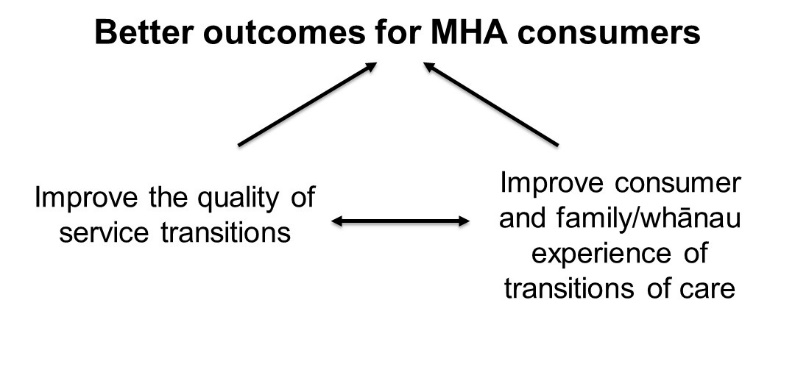 Better outcomes for MHA consumers
Improve the quality of
service transitions
Improve consumer
and family/whānau
experience of
transitions of care